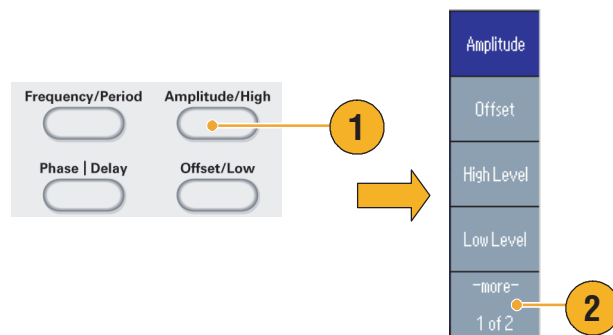 Frequency/Period
Amplitude/High
1
Phase | Delay
Offset/Low
Amplitude
Offset
High Level
Low Level
-more-
1 of 2
2